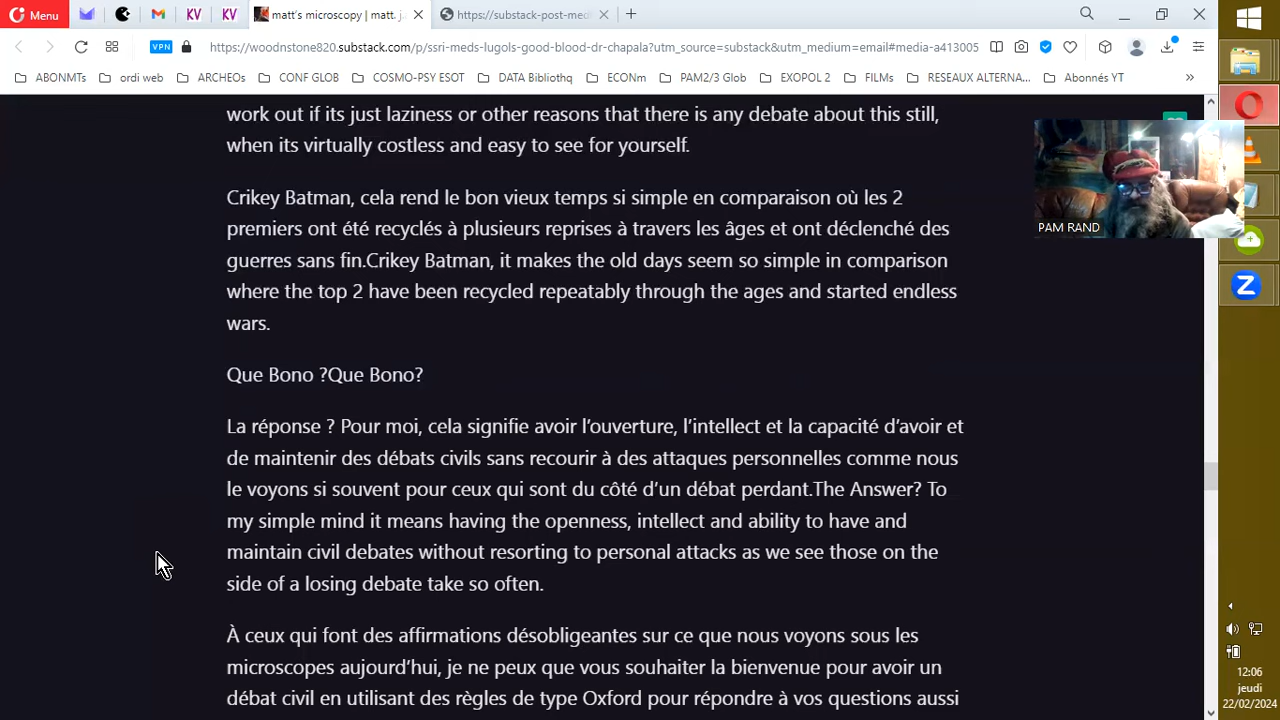 Menu
KV
KV
matt's microscopy | matt. j
https://substack-post-med
VPN
https://woodnstone820.substack.com/p/ssri-meds-lugols-good-blood-dr-chapala?utm_source=substack&utm_medium=email#media-a413005
ABONMTs ordi web ARCHEOs CONF GLOB COSMO-PSY ESOT DATA Biblithq ECONm PAM2/3 Glob EXOPOL 2 FILMs RESEAUX/ALTERNA... Abonnés YT »
work out if its just laziness or other reasons that there is any debate about this still,
when its virtually costless and easy to see for yourself.
Crikey Batman, cela rend le bon vieux temps si simple en comparaison où les 2
premiers ont été recyclés à plusieurs reprises à travers les âges et ont déclenché des
guerres sans fin.Crikey Batman, it makes the old days seem so simple in comparison
where the top 2 have been recycled repeatably through the ages and started endless
wars.
Que Bono ?Que Bono?
La réponse ? Pour moi, cela signifie avoir l'ouverture, l'intellect et la capacité d'avoir et
de maintenir des débats civils sans recourir à des attaques personnelles comme nous
le voyons si souvent pour ceux qui sont du côté d'un débat perdant.The Answer? To
my simple mind it means having the openness, intellect and ability to have and
maintain civil debates without resorting to personal attacks as we see those on the
side of a losing debate take so often.
À ceux qui font des affirmations désobligeantes sur ce que nous voyons sous les
microscopes aujourd'hui, je ne peux que vous souhaiter la bienvenue pour avoir un
débat civil en utilisant des règles de type Oxford pour répondre à vos questions aussi
PAM RAND
12:06
jeudi
22/02/2024